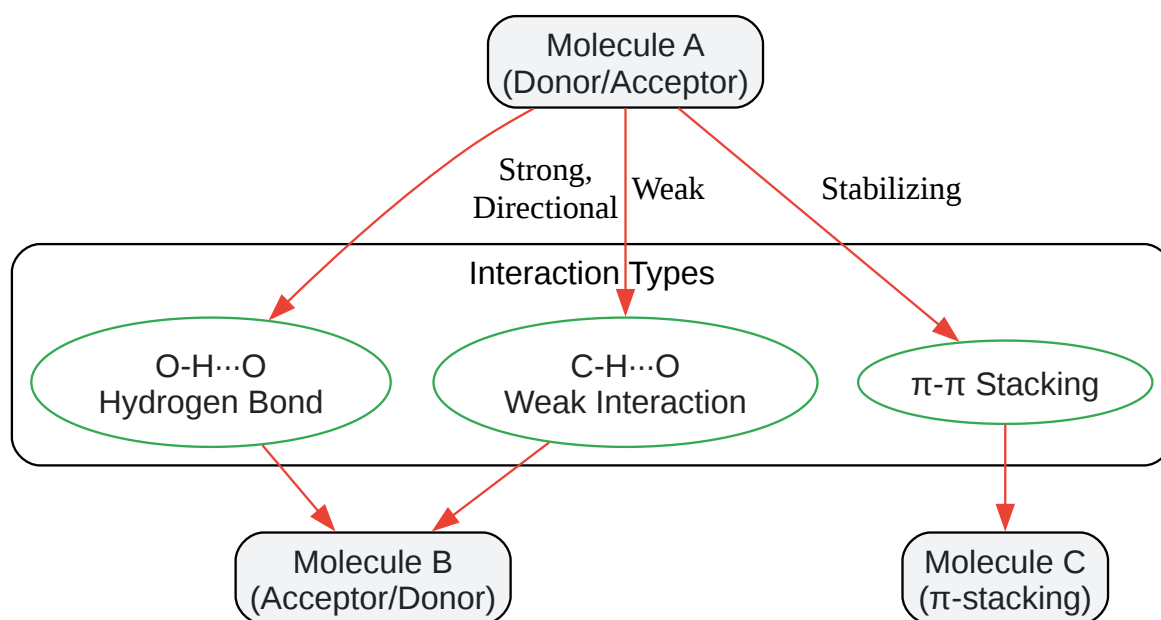 Molecule A
(Donor/Acceptor)
Strong,
Directional
Weak
Stabilizing
Interaction Types
O-H···O
Hydrogen Bond
C-H···O
Weak Interaction
π-π Stacking
Molecule B
(Acceptor/Donor)
Molecule C
(π-stacking)